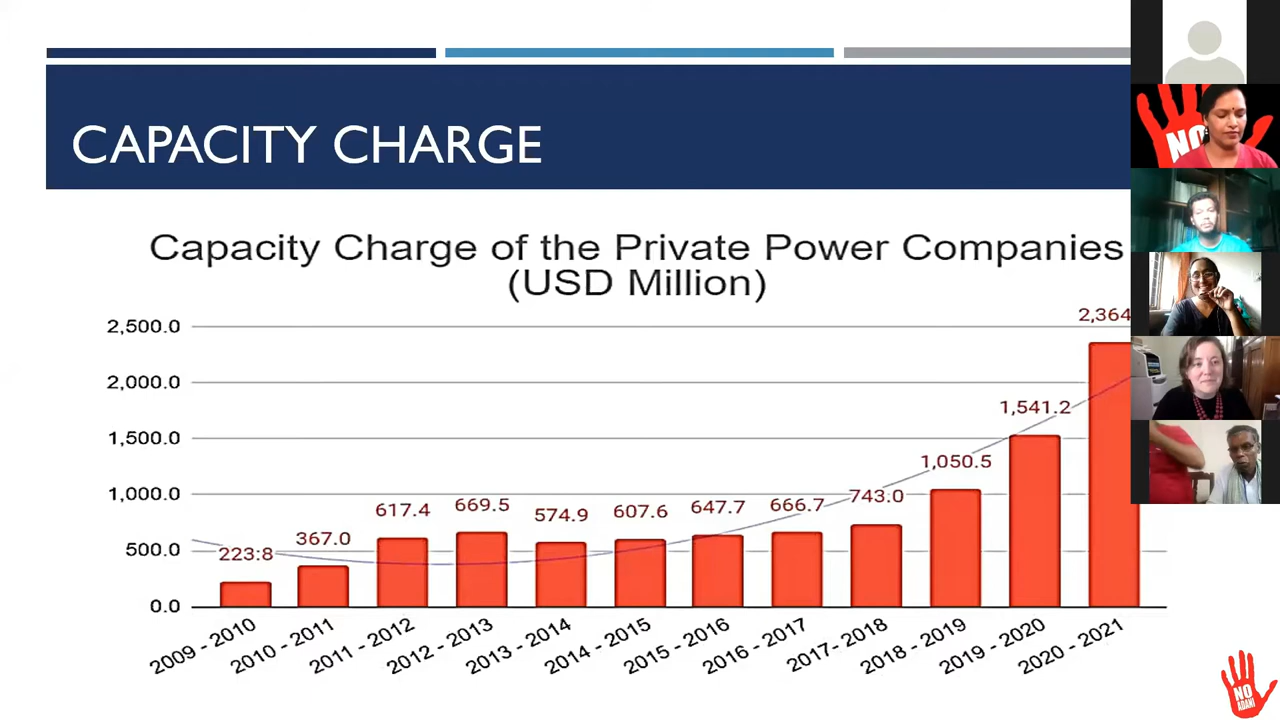 CAPACITY CHARGE
Capacity Charge of the Private Power Companies
(USD Million)
2,500.0
2,000.0
1,500.0
1,000.0
500.0
0.0
223.8
367.0
617.4
669.5
574.9
607.6
647.7
666.7
743.0
1,050.5
1,541.2
2,364
2009 - 2010
2010 - 2011
2011 - 2012
2012 - 2013
2013 - 2014
2014 - 2015
2015 - 2016
2016 - 2017
2017- 2018
2018 - 2019
2019 - 2020
2020 - 2021
NO
NO
ADANI